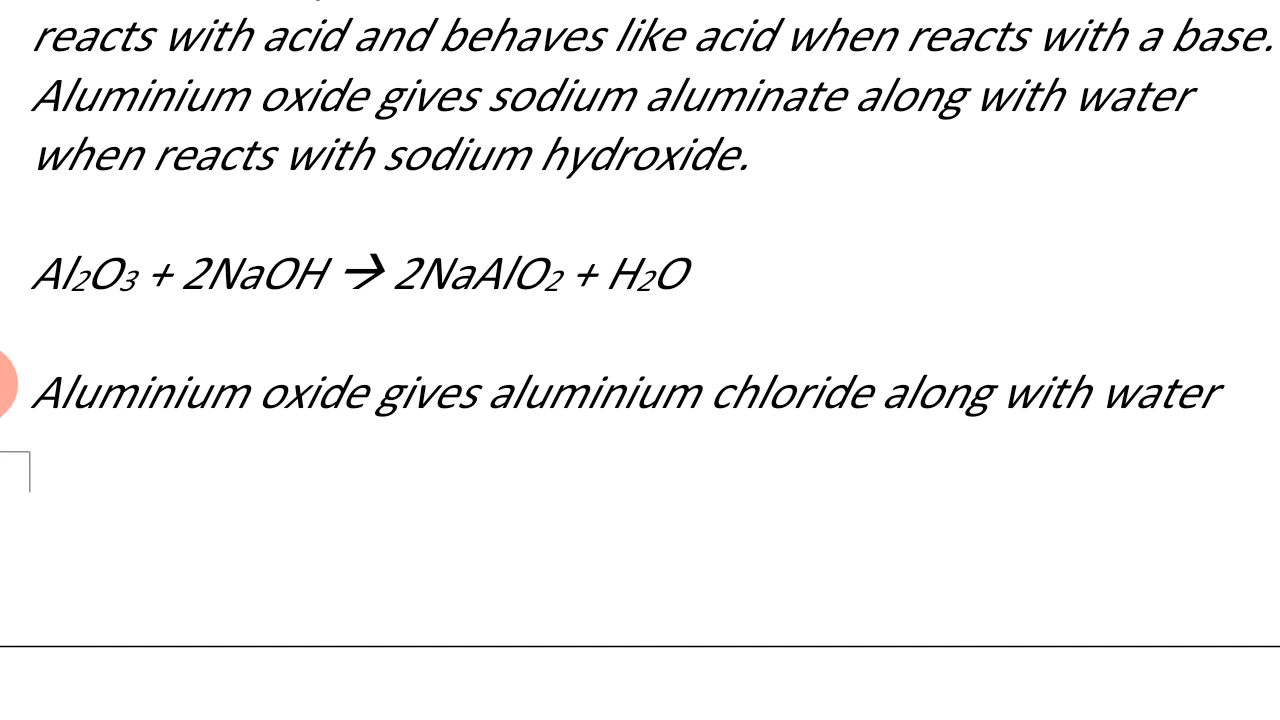 reacts with acid and behaves like acid when reacts with a base.
Aluminium oxide gives sodium aluminate along with water
when reacts with sodium hydroxide.
Al₂O₃ + 2NaOH → 2NaAlO₂ + H₂O
Aluminium oxide gives aluminium chloride along with water